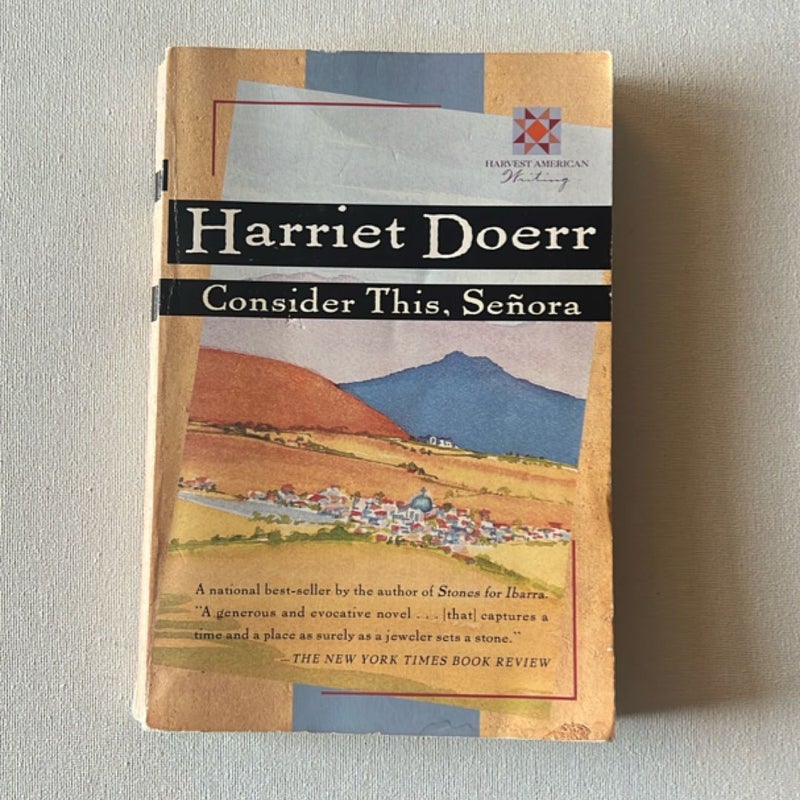 HARVEST AMERICAN
Writing
Harriet Doerr
Consider This, Señora
A national best-seller by the author of Stones for Ibarra.
"A generous and evocative novel . . . [that] captures a
time and a place as surely as a jeweler sets a stone."
—THE NEW YORK TIMES BOOK REVIEW